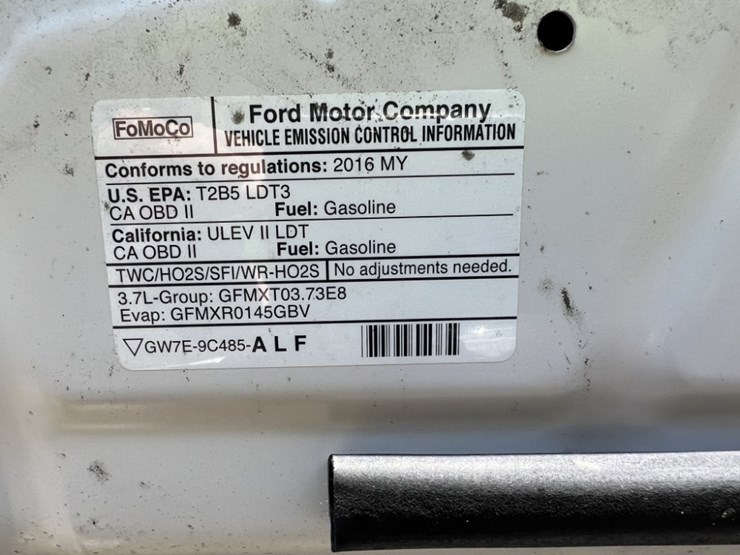 FoMoCo
Ford Motor Company
VEHICLE EMISSION CONTROL INFORMATION
Conforms to regulations: 2016 MY
U.S. EPA: T2B5 LDT3
CA OBD II Fuel: Gasoline
California: ULEV II LDT
CA OBD II Fuel: Gasoline
TWC/HO2S/SFI/WR-HO2S No adjustments needed.
3.7L-Group: GFMXT03.73E8
Evap: GFMXR0145GBV
▽GW7E-9C485-A L F